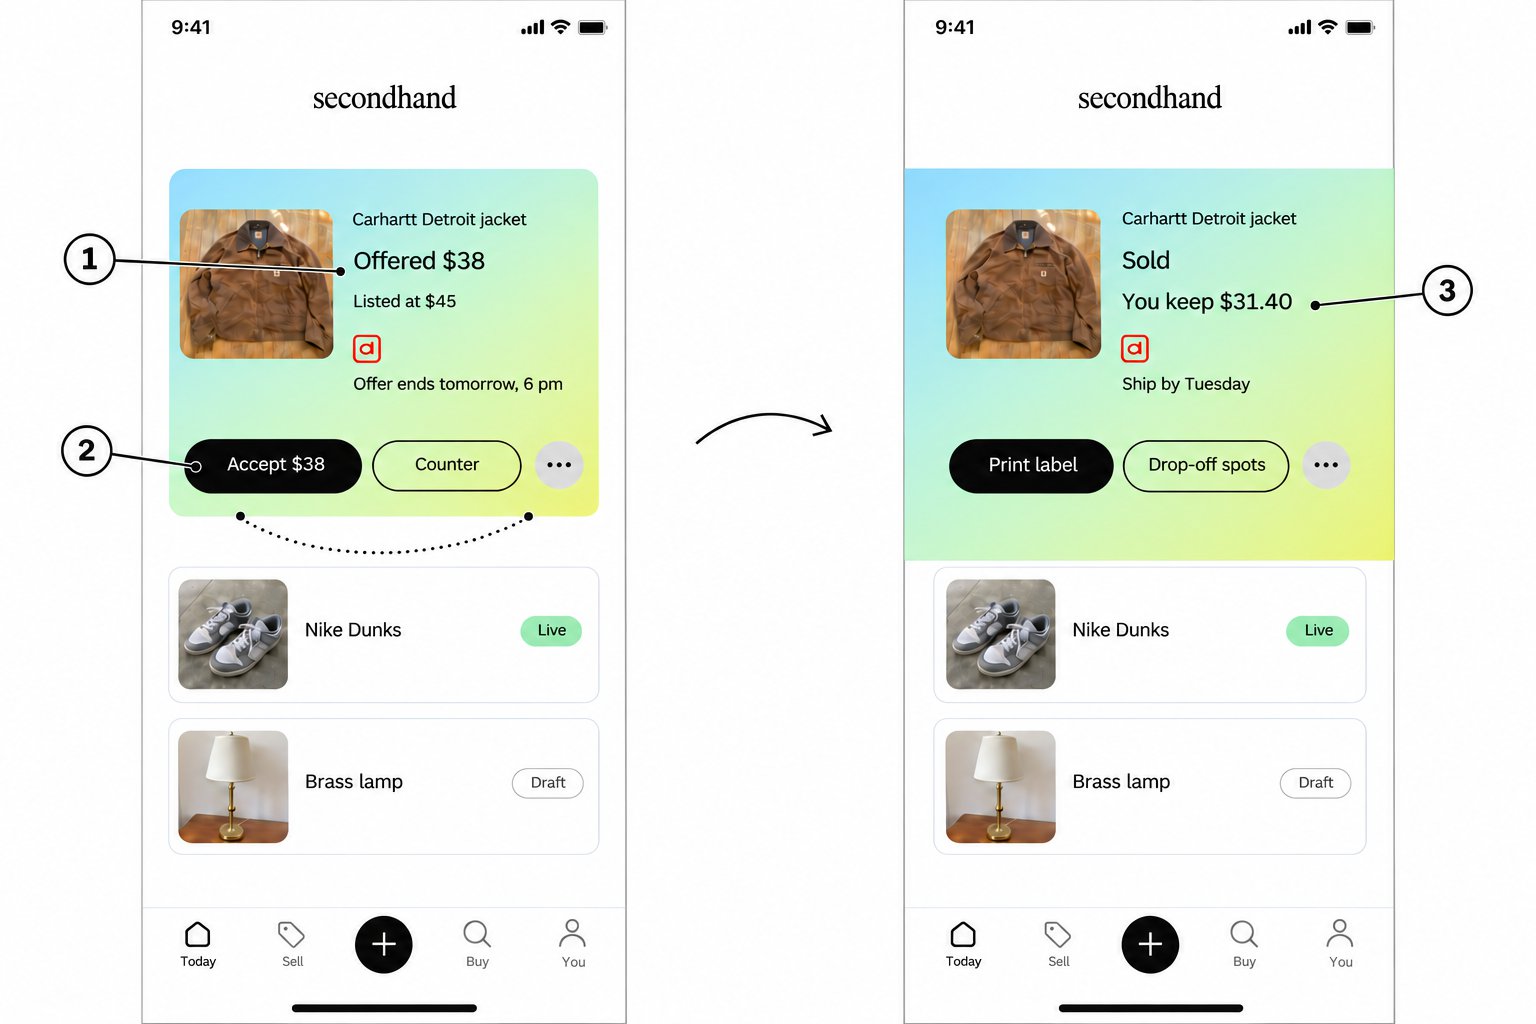 9:41
secondhand
1
Carhartt Detroit jacket
Offered $38
Listed at $45
a
Offer ends tomorrow, 6 pm
2
Accept $38
Counter
Nike Dunks
Live
Brass lamp
Draft
Today
Sell
Buy
You
9:41
secondhand
Carhartt Detroit jacket
Sold
You keep $31.40
3
a
Ship by Tuesday
Print label
Drop-off spots
Nike Dunks
Live
Brass lamp
Draft
Today
Sell
Buy
You